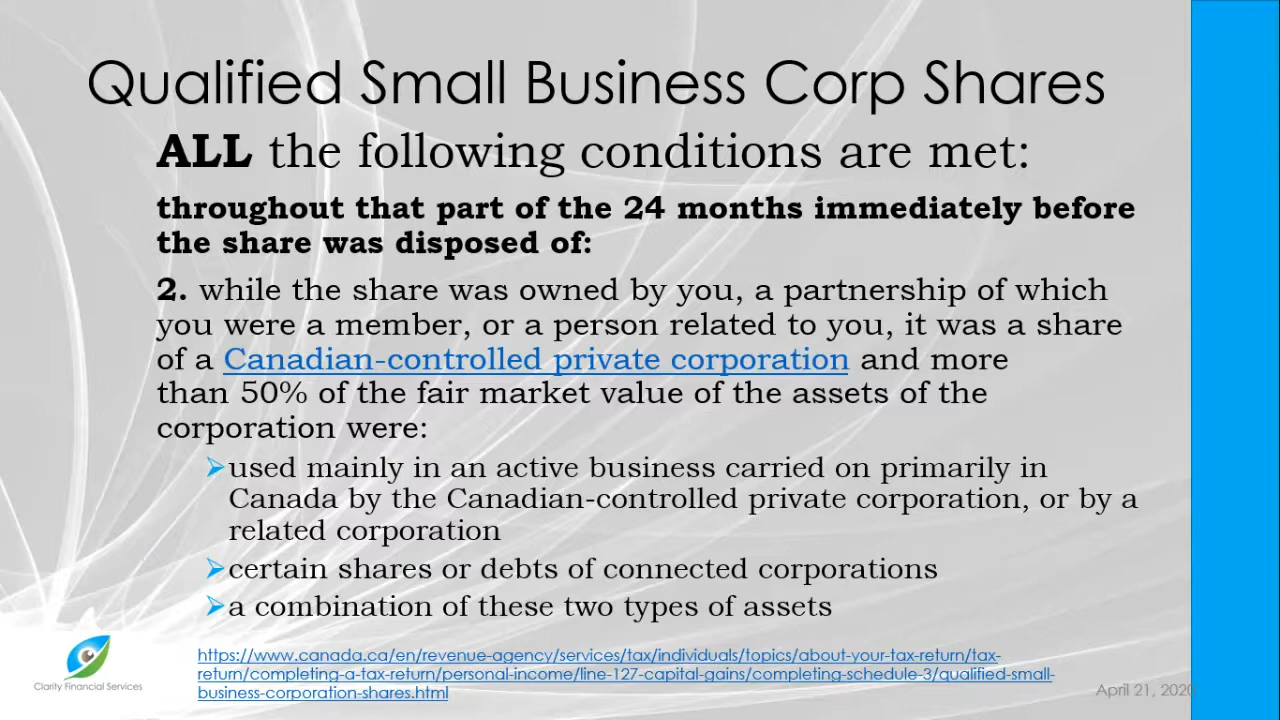 Qualified Small Business Corp Shares
ALL the following conditions are met:
throughout that part of the 24 months immediately before
the share was disposed of:
2. while the share was owned by you, a partnership of which
you were a member, or a person related to you, it was a share
of a Canadian-controlled private corporation and more
than 50% of the fair market value of the assets of the
corporation were:
used mainly in an active business carried on primarily in
Canada by the Canadian-controlled private corporation, or by a
related corporation
certain shares or debts of connected corporations
a combination of these two types of assets
https://www.canada.ca/en/revenue-agency/services/tax/individuals/topics/about-your-tax-return/tax-
return/completing-a-tax-return/personal-income/line-127-capital-gains/completing-schedule-3/qualified-small-
business-corporation-shares.html
Clarity Financial Services
April 21, 2020